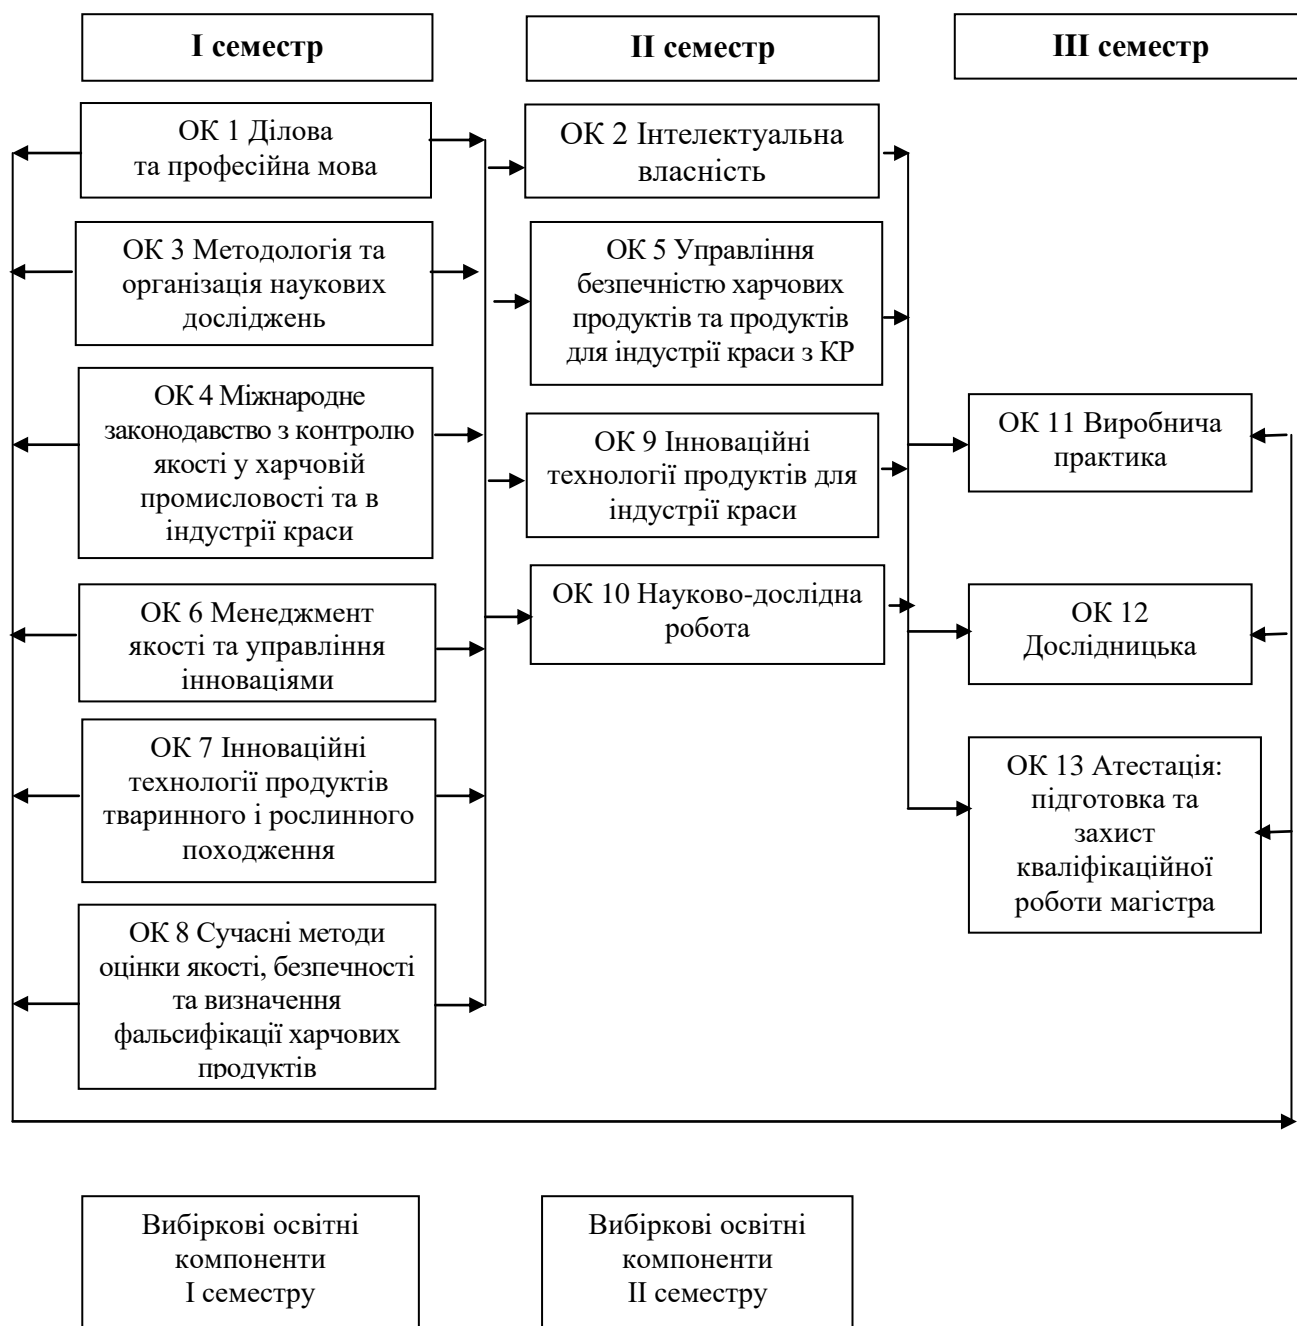 І семестр
ІІ семестр
ІІІ семестр
ОК 1 Ділова
та професійна мова
ОК 3 Методологія та
організація наукових
досліджень
ОК 4 Міжнародне
законодавство з контролю
якості у харчовій
промисловості та в
індустрії краси
ОК 6 Менеджмент
якості та управління
інноваціями
ОК 7 Інноваційні
технології продуктів
тваринного і рослинного
походження
ОК 8 Сучасні методи
оцінки якості, безпечності
та визначення
фальсифікації харчових
продуктів
ОК 2 Інтелектуальна
власність
ОК 5 Управління
безпечністю харчових
продуктів та продуктів
для індустрії краси з КР
ОК 9 Інноваційні
технології продуктів для
індустрії краси
ОК 10 Науково-дослідна
робота
ОК 11 Виробнича
практика
ОК 12
Дослідницька
ОК 13 Атестація:
підготовка та
захист
кваліфікаційної
роботи магістра
Вибіркові освітні
компоненти
І семестру
Вибіркові освітні
компоненти
ІІ семестру